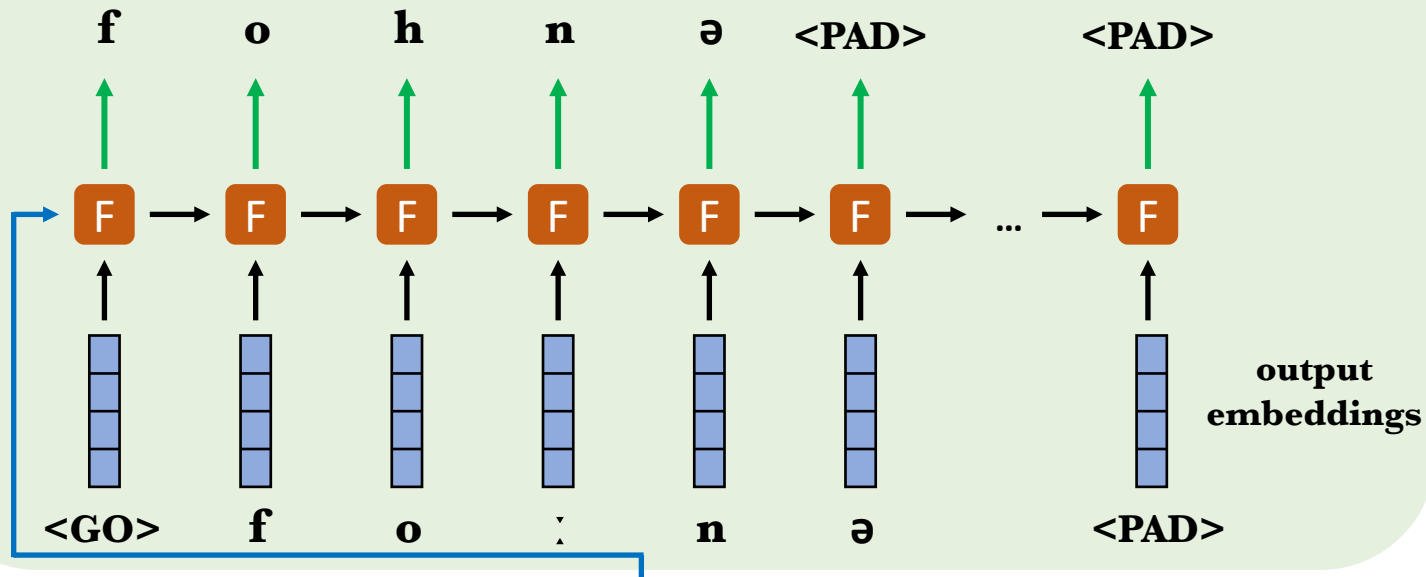 f o h n ə <PAD> <PAD>
F F F F F F ... F
output
embeddings
<GO> f o ː n ə <PAD>